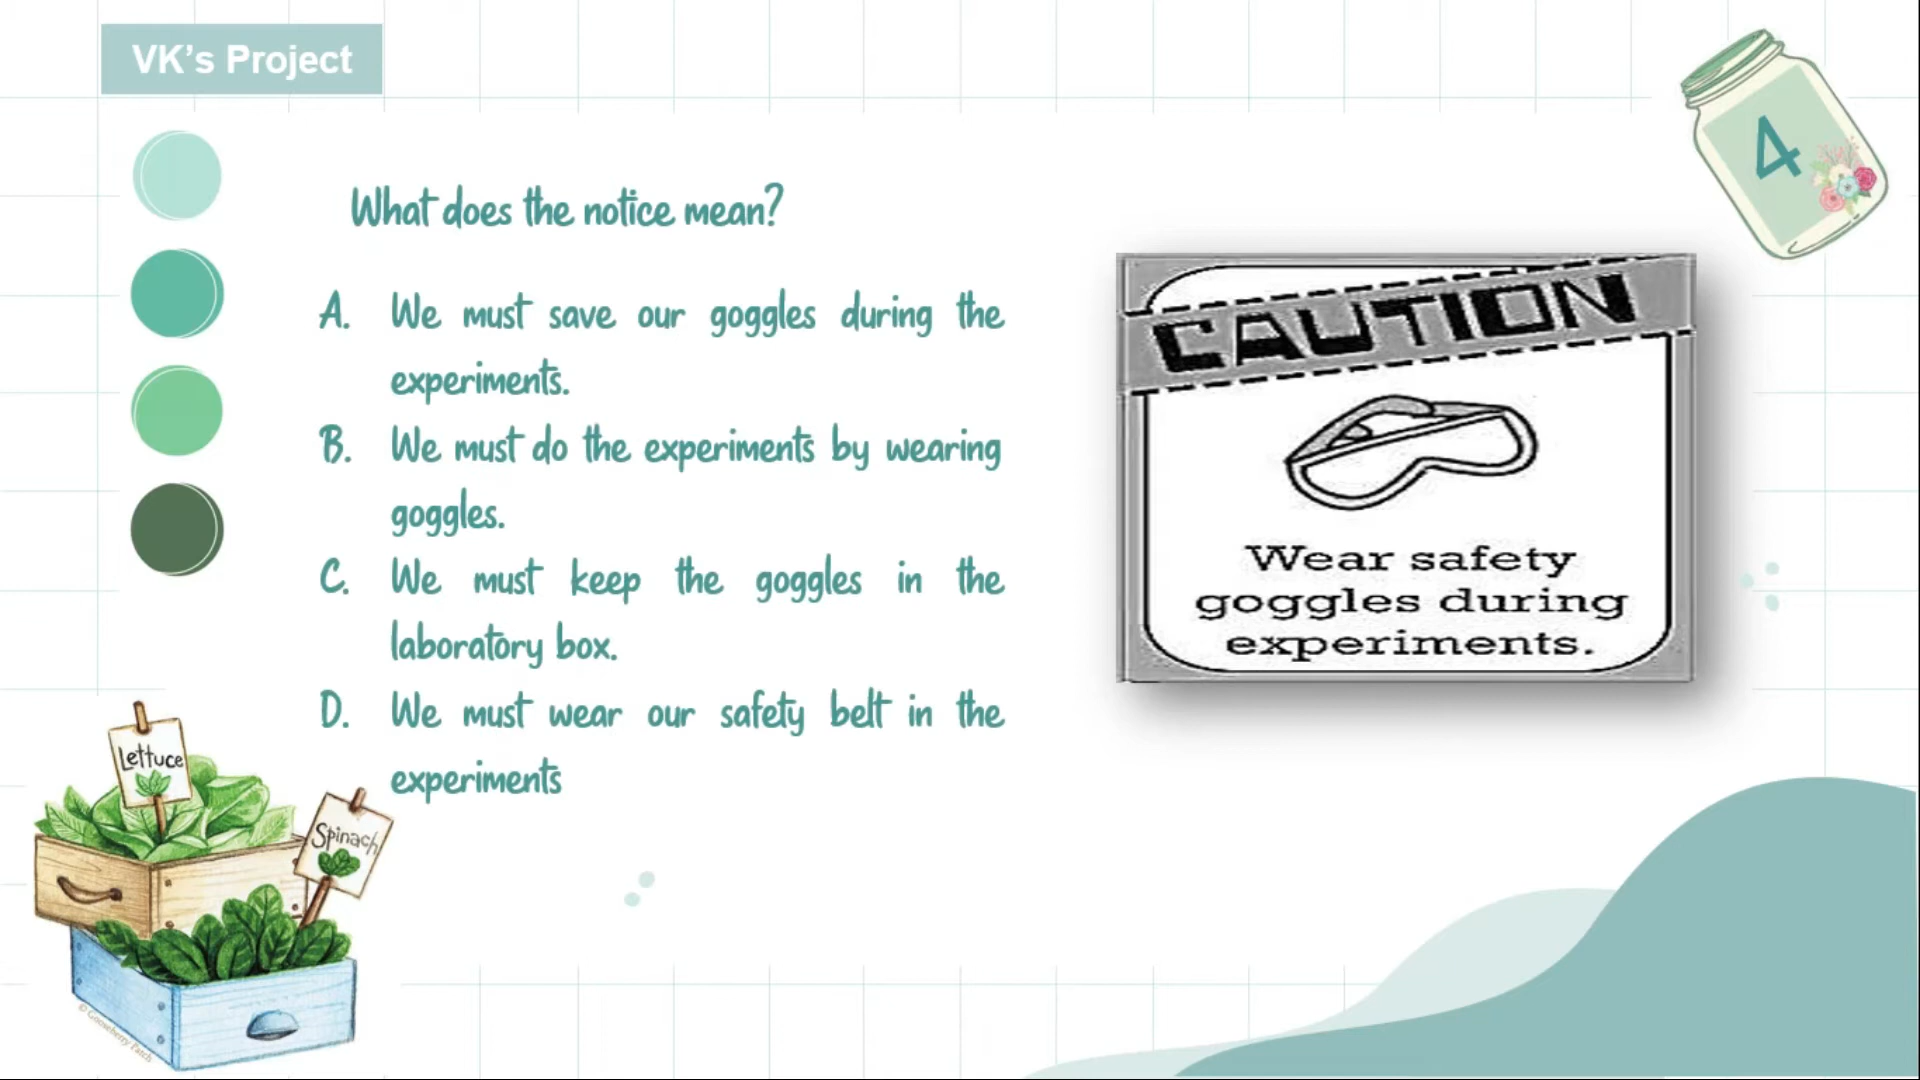 VK’s Project
4
What does the notice mean?
A. We must save our goggles during the
experiments.
B. We must do the experiments by wearing
goggles.
C. We must keep the goggles in the
laboratory box.
D. We must wear our safety belt in the
experiments
CAUTION
Wear safety
goggles during
experiments.
Lettuce
Spinach
© Gooseberry Patch